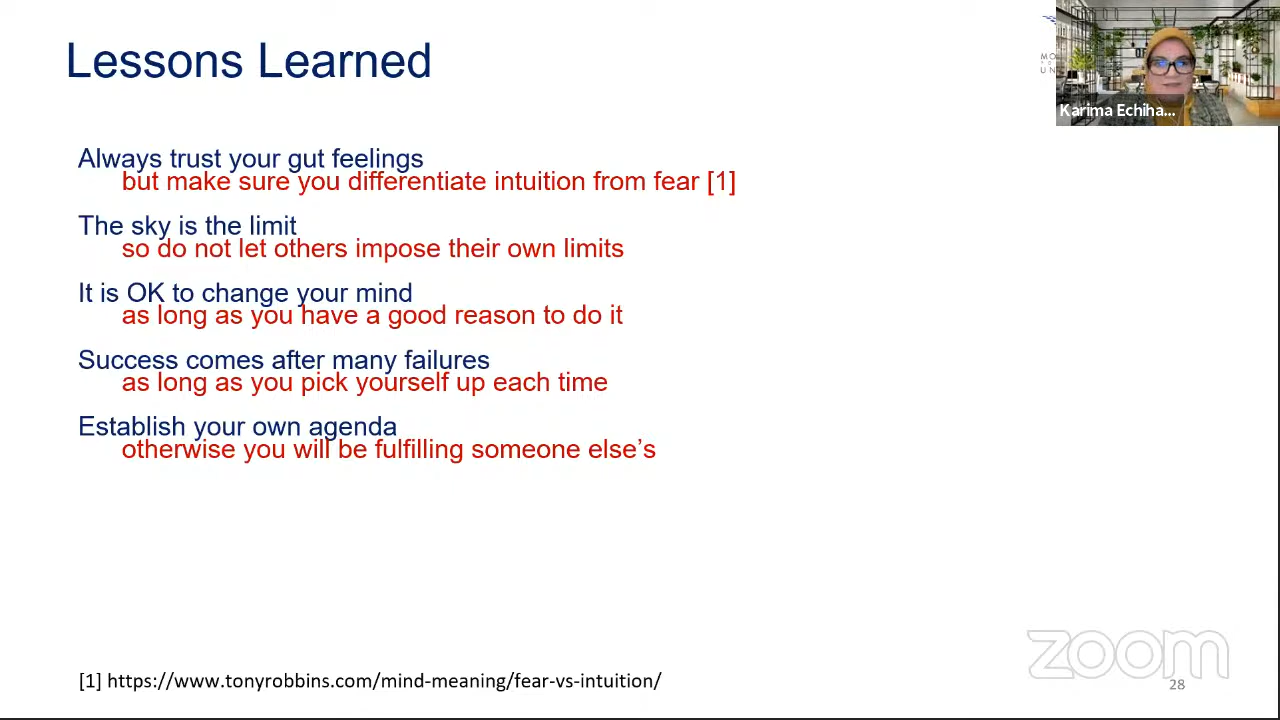 Lessons Learned
MO
UN
Karima Echiha...
Always trust your gut feelings
but make sure you differentiate intuition from fear [1]
The sky is the limit
so do not let others impose their own limits
It is OK to change your mind
as long as you have a good reason to do it
Success comes after many failures
as long as you pick yourself up each time
Establish your own agenda
otherwise you will be fulfilling someone else’s
zoom
[1] https://www.tonyrobbins.com/mind-meaning/fear-vs-intuition/
28